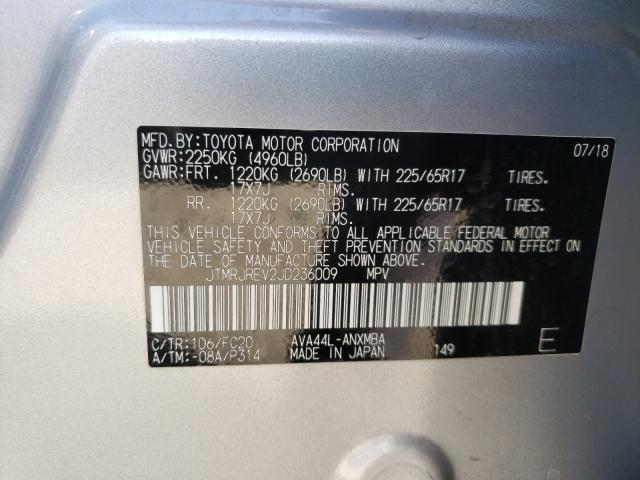 MFD.BY:TOYOTA MOTOR CORPORATION 07/18
GVWR:2250KG (4960LB)
GAWR:FRT. 1220KG (2690LB) WITH 225/65R17 TIRES.
17X7J RIMS.
RR. 1220KG (2690LB) WITH 225/65R17 TIRES.
17X7J RIMS.
THIS VEHICLE CONFORMS TO ALL APPLICABLE FEDERAL MOTOR
VEHICLE SAFETY AND THEFT PREVENTION STANDARDS IN EFFECT ON
THE DATE OF MANUFACTURE SHOWN ABOVE.
JTMRJREV2JD236009 MPV
C/TR:1D6/FC20 AVA44L-ANXMBA
A/TM:-08A/P314 MADE IN JAPAN 149 E